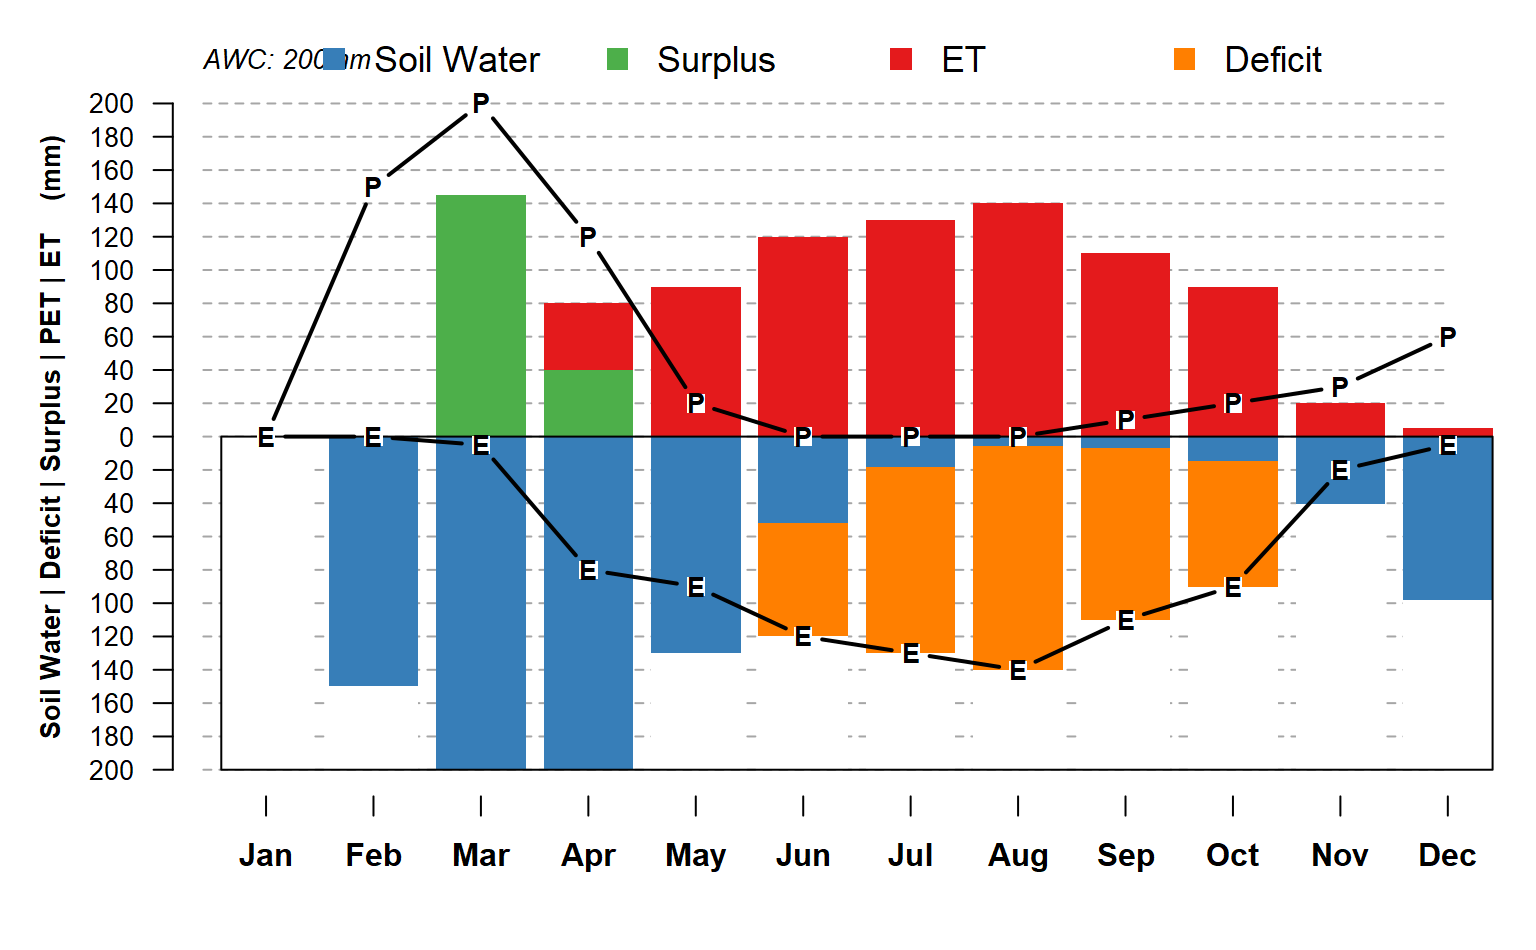 AWC: 200 mm Soil Water Surplus ET Deficit
Soil Water | Deficit | Surplus | PET | ET (mm)
200
180
160
140
120
100
80
60
40
20
0
20
40
60
80
100
120
140
160
180
200
P
P
P
P
P
P
P
P
P
P
P
E
E
E
E
E
E
E
E
E
E
E
E
Jan Feb Mar Apr May Jun Jul Aug Sep Oct Nov Dec